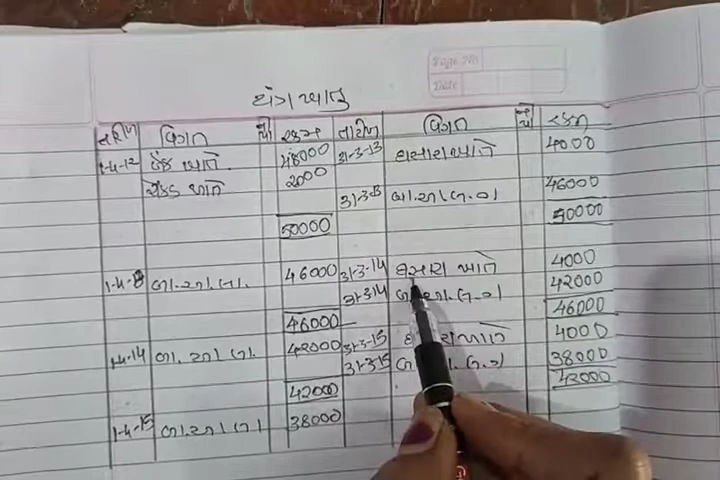 Page No
Date
યંત્ર ખાતુ
તારીખ વિગત રકમ તારીખ વિગત રકમ
1-4-12 બેંક ખાતે 48000 31-3-13 ઘસારા ખાતે 4000
રોકડ ખાતે 2000
31-3-13 બા.આ.લ.ગ 46000
50000 50000
1-4-13 બા.આ.લા. 46000 31-3-14 ઘસારા ખાતે 4000
31-3-14 42000
46000 46000
1-4-14 બા.આ.લા. 42000 31-3-15 4000
31-3-15 38000
42000 42000
1-4-15 બા.આ.લા 38000